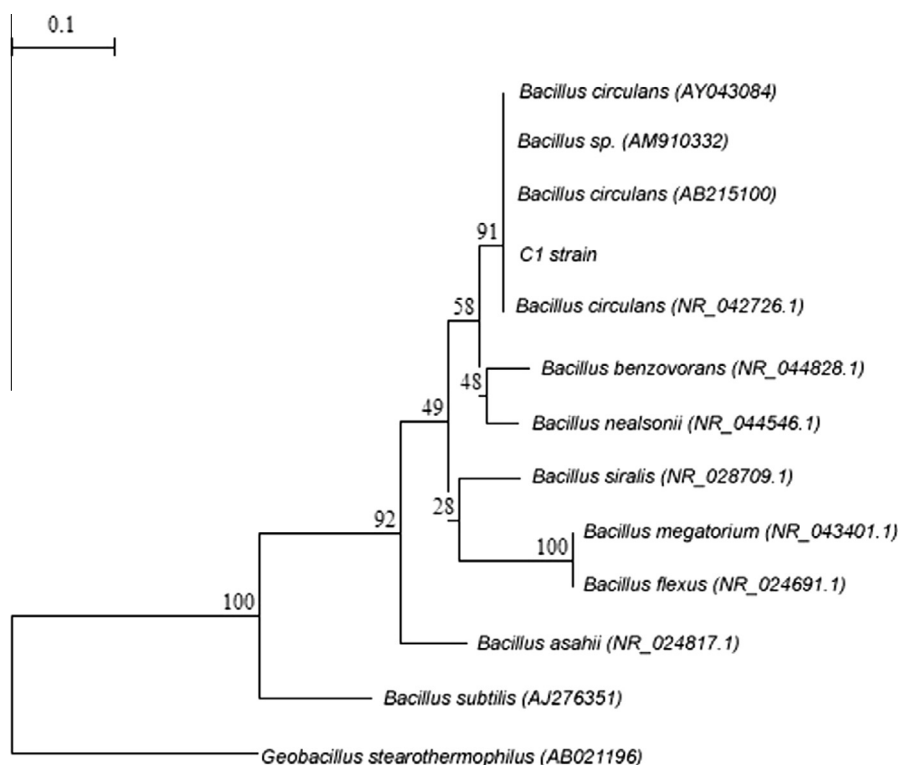 0.1
Bacillus circulans (AY043084)
Bacillus sp. (AM910332)
Bacillus circulans (AB215100)
91
C1 strain
Bacillus circulans (NR_042726.1)
58
Bacillus benzovorans (NR_044828.1)
48
49
Bacillus nealsonii (NR_044546.1)
Bacillus siralis (NR_028709.1)
28
92
Bacillus megatorium (NR_043401.1)
100
Bacillus flexus (NR_024691.1)
100
Bacillus asahii (NR_024817.1)
Bacillus subtilis (AJ276351)
Geobacillus stearothermophilus (AB021196)